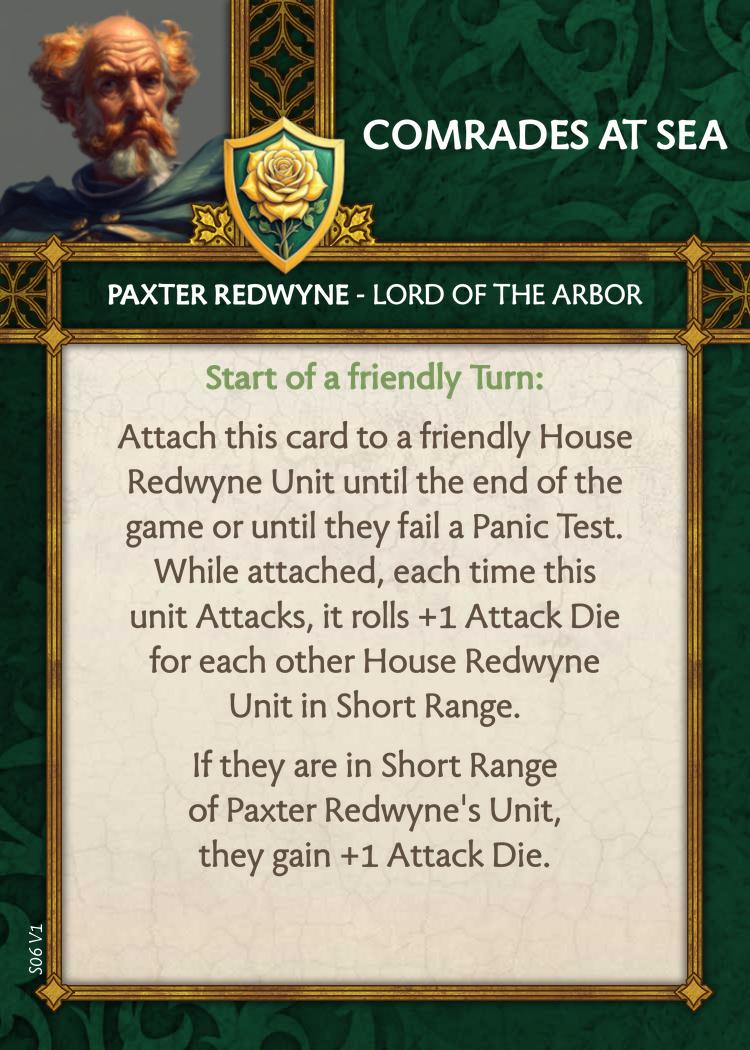 COMRADES AT SEA
PAXTER REDWYNE - LORD OF THE ARBOR
Start of a friendly Turn:
Attach this card to a friendly House
Redwyne Unit until the end of the
game or until they fail a Panic Test.
While attached, each time this
unit Attacks, it rolls +1 Attack Die
for each other House Redwyne
Unit in Short Range.
If they are in Short Range
of Paxter Redwyne's Unit,
they gain +1 Attack Die.
S06 V1